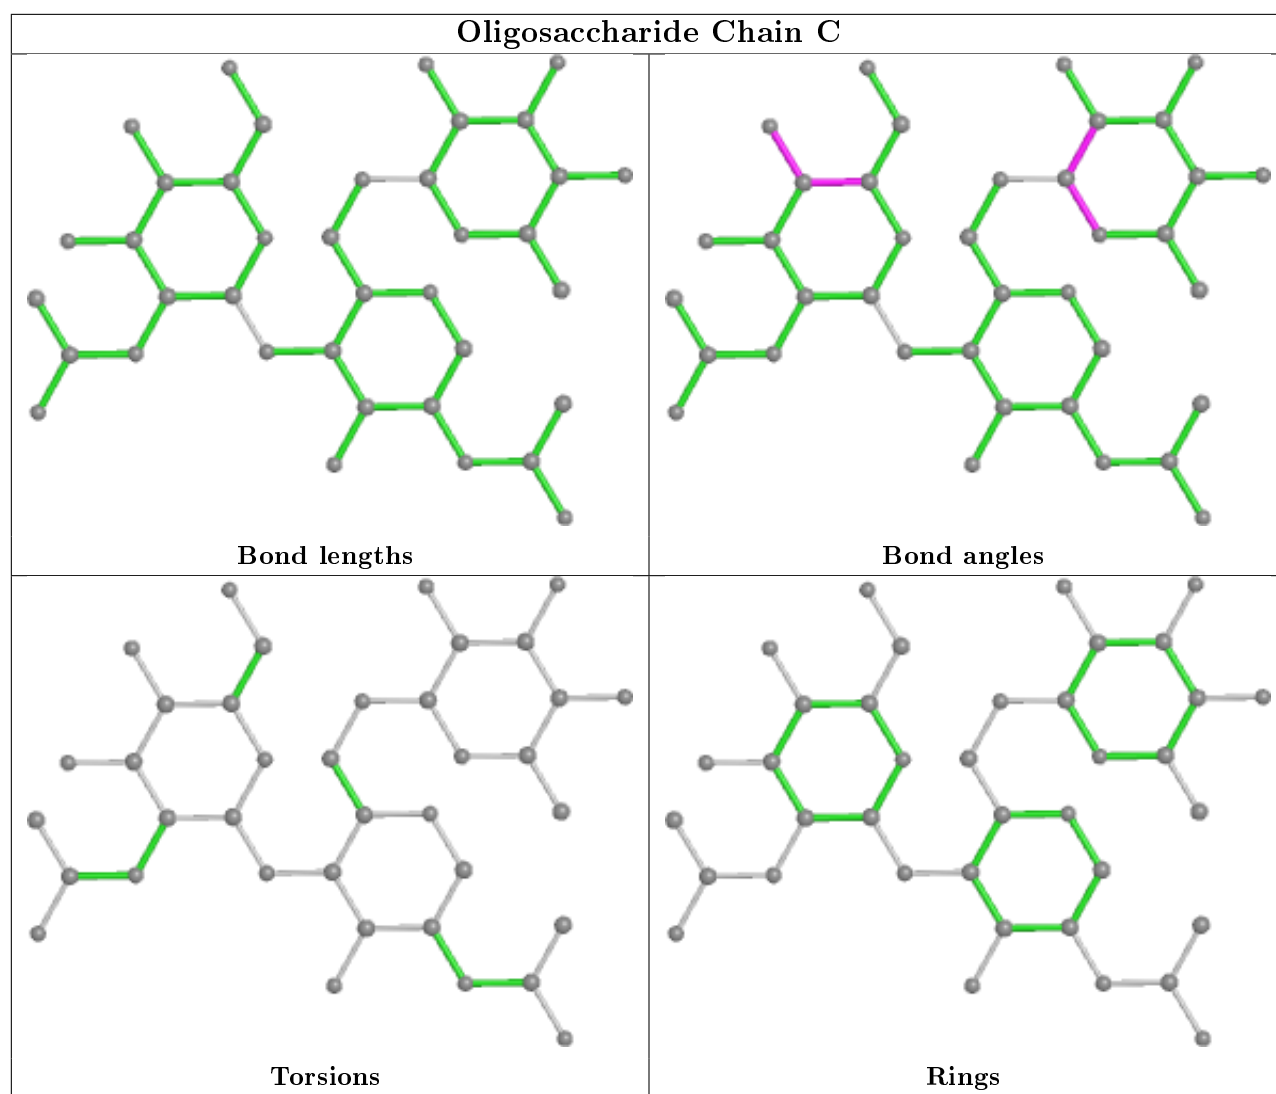 Oligosaccharide Chain C
Bond lengths
Bond angles
Torsions
Rings